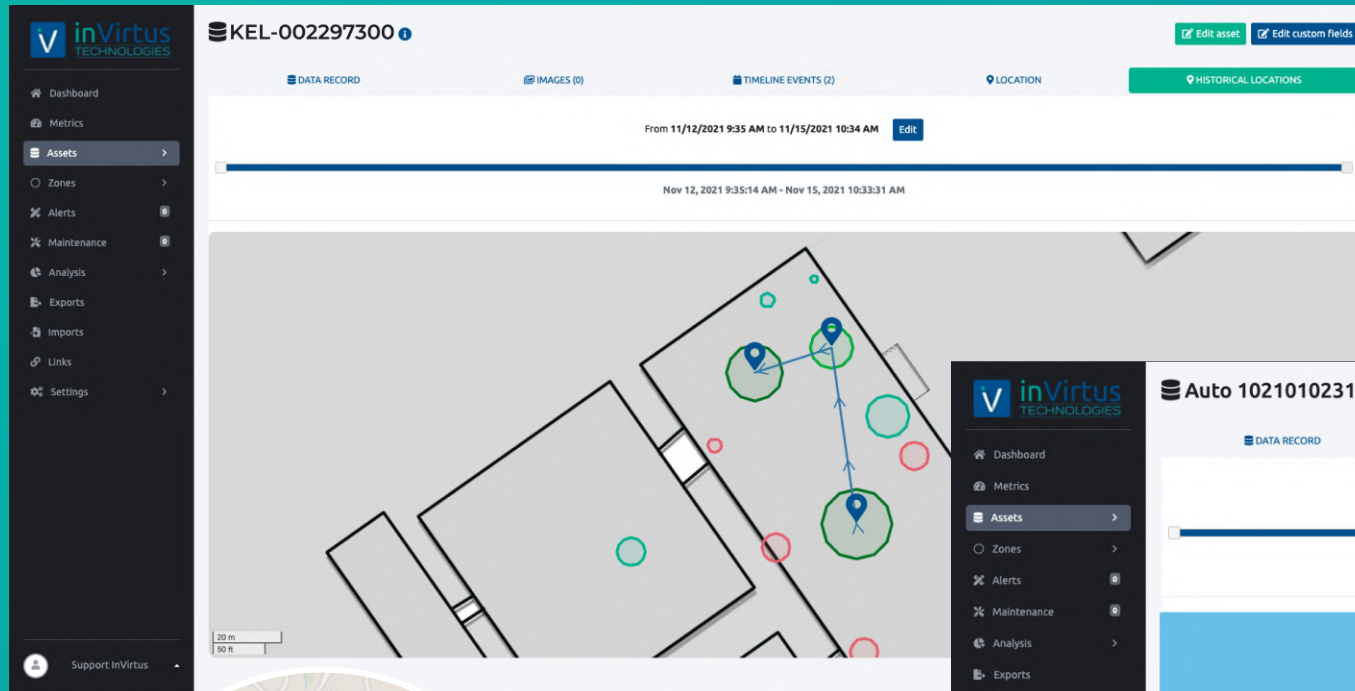 inVirtus
TECHNOLOGIES
Dashboard
Metrics
Assets
Zones
Alerts 0
Maintenance 0
Analysis
Exports
Imports
Links
Settings
Support InVirtus
KEL-002297300
Edit asset
Edit custom fields
DATA RECORD
IMAGES (0)
TIMELINE EVENTS (2)
LOCATION
HISTORICAL LOCATIONS
From 11/12/2021 9:35 AM to 11/15/2021 10:34 AM Edit
Nov 12, 2021 9:35:14 AM - Nov 15, 2021 10:33:31 AM
20 m
50 ft
inVirtus
TECHNOLOGIES
Dashboard
Metrics
Assets
Zones
Alerts 0
Maintenance 0
Analysis
Exports
Auto 1021010231
DATA RECORD